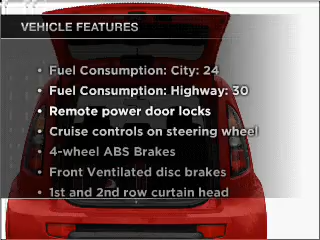 VEHICLE FEATURES
• Fuel Consumption: City: 24
• Fuel Consumption: Highway: 30
• Remote power door locks
• Cruise controls on steering wheel
• 4-wheel ABS Brakes
• Front Ventilated disc brakes
• 1st and 2nd row curtain head